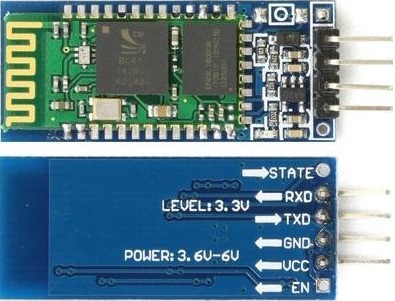 STATE
RXD
LEVEL:3.3V
TXD
GND
POWER:3.6V-6V
VCC
EN